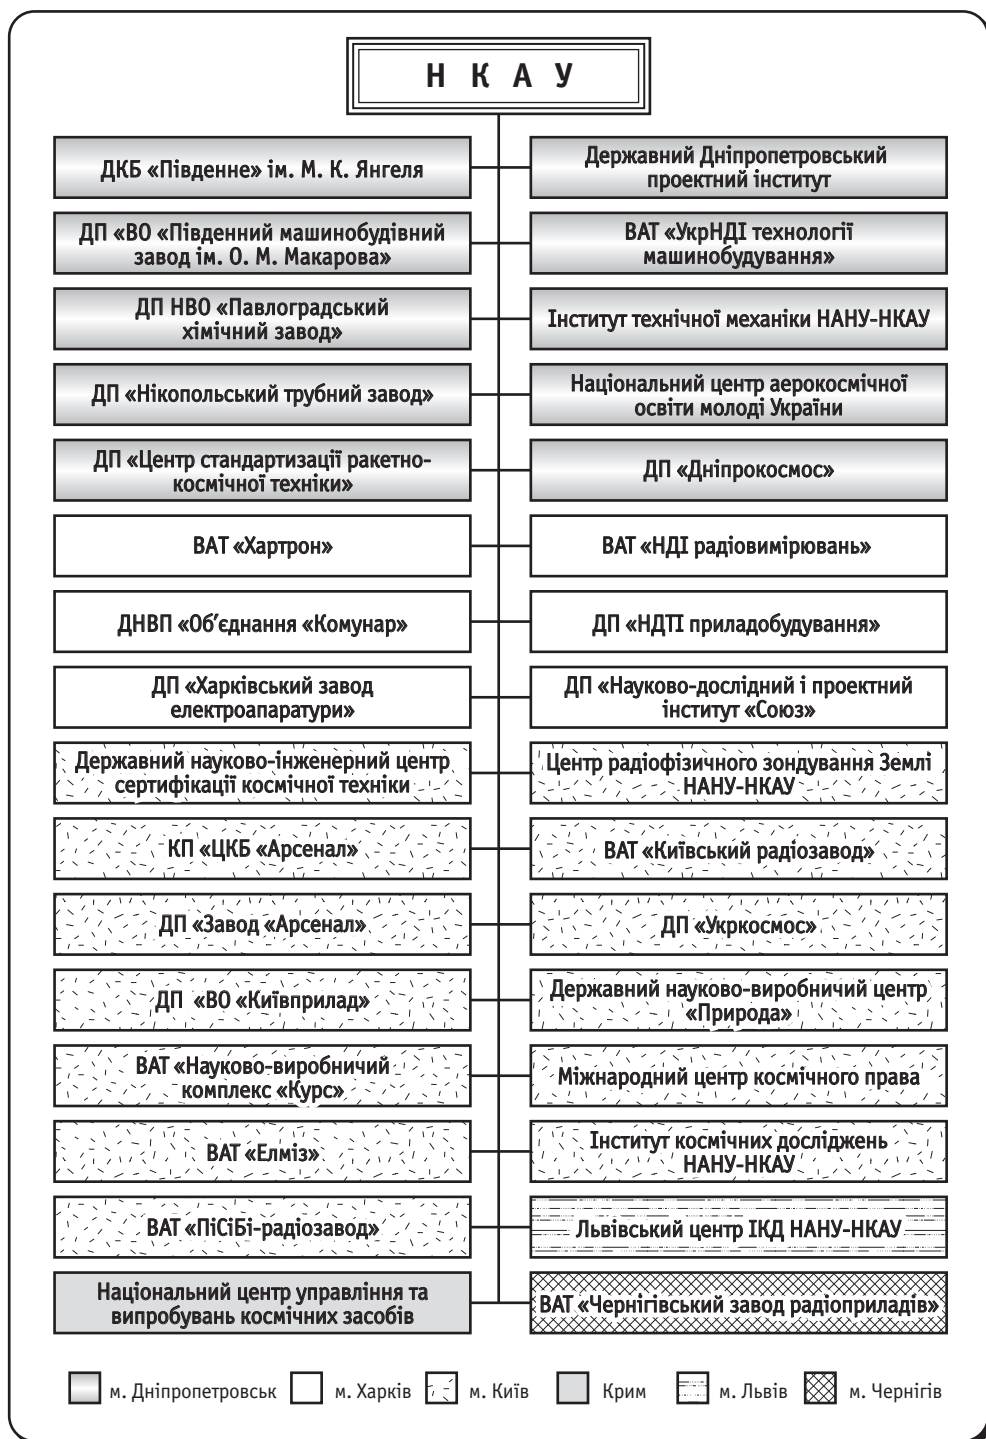 Н К А У
ДКБ «Південне» ім. М. К. Янгеля
Державний Дніпропетровський
проектний інститут
ДП «ВО «Південний машинобудівний
завод ім. О. М. Макарова»
ВАТ «УкрНДІ технології
машинобудування»
ДП НВО «Павлоградський
хімічний завод»
Інститут технічної механіки НАНУ-НКАУ
ДП «Нікопольський трубний завод»
Національний центр аерокосмічної
освіти молоді України
ДП «Центр стандартизації ракетно-
космічної техніки»
ДП «Дніпрокосмос»
ВАТ «Хартрон»
ВАТ «НДІ радіовимірювань»
ДНВП «Об’єднання «Комунар»
ДП «НДТІ приладобудування»
ДП «Харківський завод
електроапаратури»
ДП «Науково-дослідний і проектний
інститут «Союз»
Державний науково-інженерний центр
сертифікації космічної техніки
Центр радіофізичного зондування Землі
НАНУ-НКАУ
КП «ЦКБ «Арсенал»
ВАТ «Київський радіозавод»
ДП «Завод «Арсенал»
ДП «Укркосмос»
ДП «ВО «Київприлад»
Державний науково-виробничий центр
«Природа»
ВАТ «Науково-виробничий
комплекс «Курс»
Міжнародний центр космічного права
ВАТ «Елміз»
Інститут космічних досліджень
НАНУ-НКАУ
ВАТ «ПіСіБі-радіозавод»
Львівський центр ІКД НАНУ-НКАУ
Національний центр управління та
випробувань космічних засобів
ВАТ «Чернігівський завод радіоприладів»
м. Дніпропетровськ м. Харків м. Київ Крим м. Львів м. Чернігів